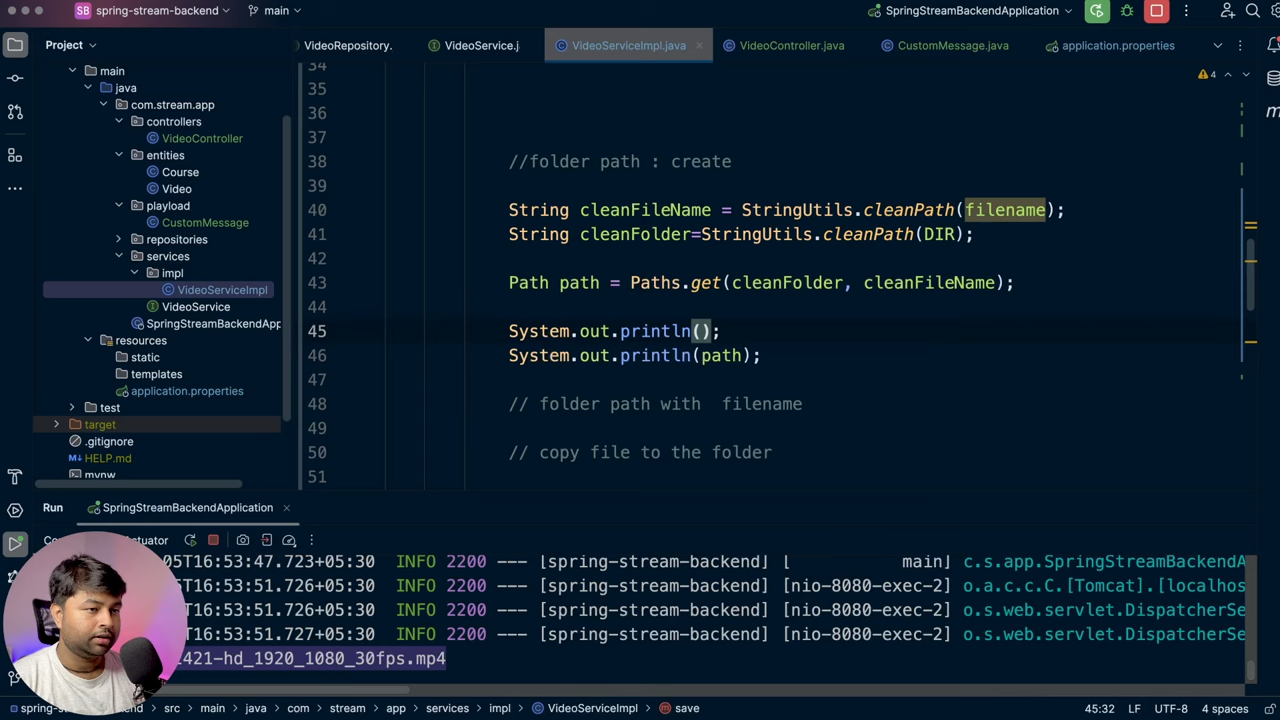 SB spring-stream-backend
main
SpringStreamBackendApplication
Project
VideoRepository.
VideoService.j
VideoServiceImpl.java
VideoController.java
CustomMessage.java
application.properties
4
main
java
com.stream.app
controllers
VideoController
entities
Course
Video
playload
CustomMessage
repositories
services
impl
VideoServiceImpl
VideoService
SpringStreamBackendApp
resources
static
templates
application.properties
test
target
.gitignore
HELP.md
mvnw
34
35
36
37
38 //folder path : create
39
40 String cleanFileName = StringUtils.cleanPath(filename);
41 String cleanFolder=StringUtils.cleanPath(DIR);
42
43 Path path = Paths.get(cleanFolder, cleanFileName);
44
45 System.out.println();
46 System.out.println(path);
47
48 // folder path with  filename
49
50 // copy file to the folder
51
Run SpringStreamBackendApplication
05T16:53:47.723+05:30 INFO 2200 --- [spring-stream-backend] [ main] c.s.app.SpringStreamBackendA
T16:53:51.726+05:30 INFO 2200 --- [spring-stream-backend] [nio-8080-exec-2] o.a.c.c.C.[Tomcat].[localhos
T16:53:51.726+05:30 INFO 2200 --- [spring-stream-backend] [nio-8080-exec-2] o.s.web.servlet.DispatcherSe
T16:53:51.727+05:30 INFO 2200 --- [spring-stream-backend] [nio-8080-exec-2] o.s.web.servlet.DispatcherSe
421-hd_1920_1080_30fps.mp4
src main java com stream app services impl VideoServiceImpl save 45:32 LF UTF-8 4 spaces